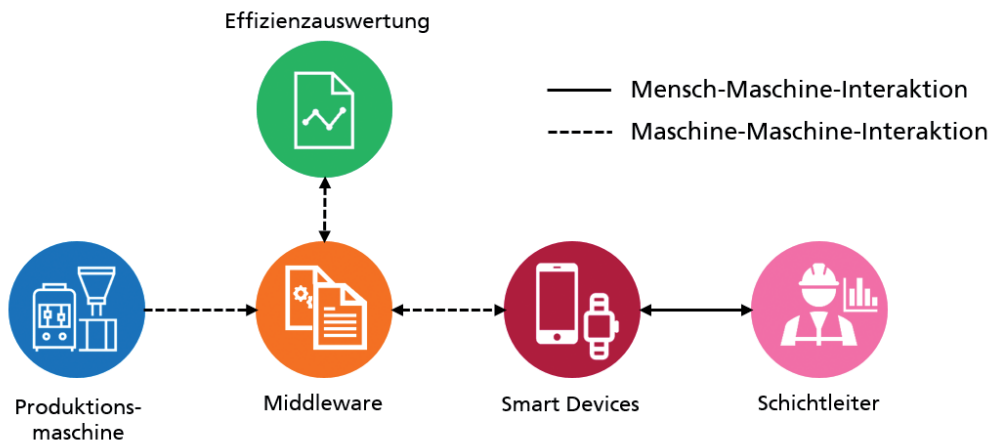 Effizienzauswertung
Mensch-Maschine-Interaktion
Maschine-Maschine-Interaktion
Produktions-
maschine
Middleware
Smart Devices
Schichtleiter